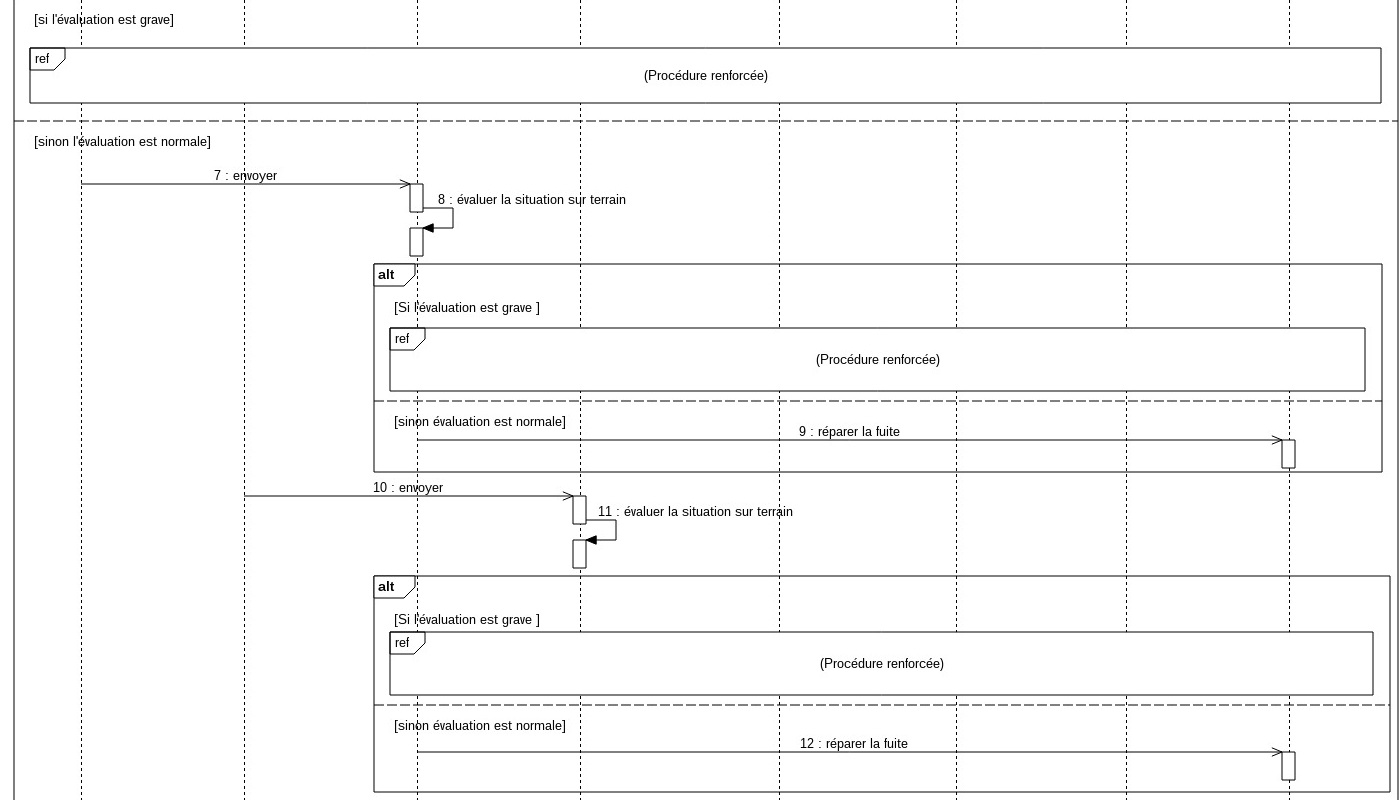 [si l'évaluation est grave]
ref
(Procédure renforcée)
[sinon l'évaluation est normale]
7 : envoyer
8 : évaluer la situation sur terrain
alt
[Si l'évaluation est grave ]
ref
(Procédure renforcée)
[sinon évaluation est normale]
9 : réparer la fuite
10 : envoyer
11 : évaluer la situation sur terrain
alt
[Si l'évaluation est grave ]
ref
(Procédure renforcée)
[sinon évaluation est normale]
12 : réparer la fuite